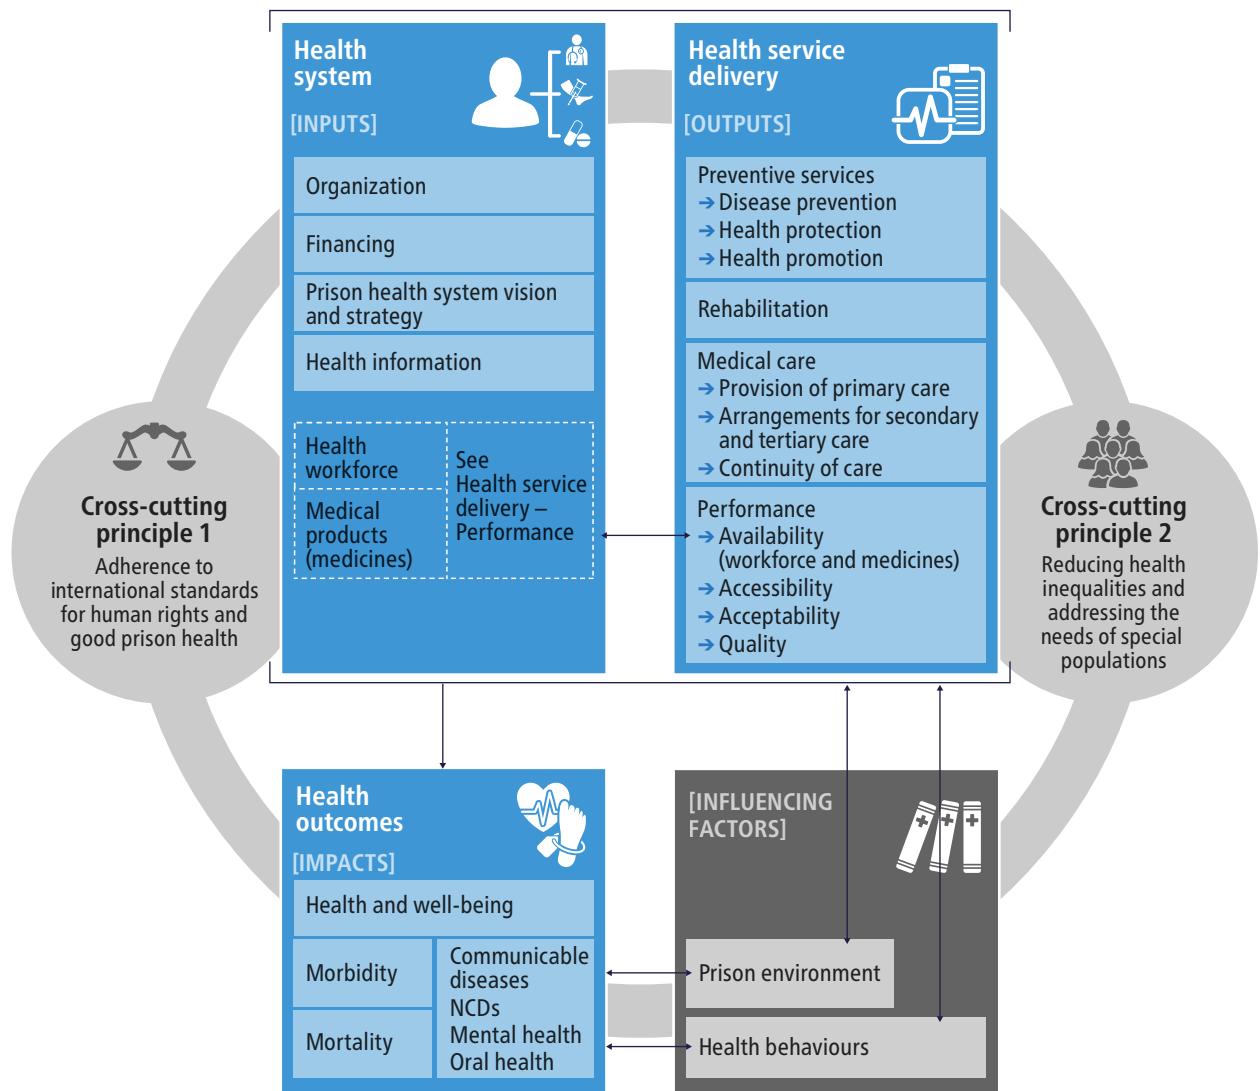 Health
system
[INPUTS]
Organization
Financing
Prison health system vision
and strategy
Health information
Health
workforce
Medical
products
(medicines)
See
Health service
delivery –
Performance
Health service
delivery
[OUTPUTS]
Preventive services
➔ Disease prevention
➔ Health protection
➔ Health promotion
Rehabilitation
Medical care
➔ Provision of primary care
➔ Arrangements for secondary
and tertiary care
➔ Continuity of care
Performance
➔ Availability
(workforce and medicines)
➔ Accessibility
➔ Acceptability
➔ Quality
Cross-cutting
principle 1
Adherence to
international standards
for human rights and
good prison health
Cross-cutting
principle 2
Reducing health
inequalities and
addressing the
needs of special
populations
Health
outcomes
[IMPACTS]
Health and well-being
Morbidity
Mortality
Communicable
diseases
NCDs
Mental health
Oral health
[INFLUENCING
FACTORS]
Prison environment
Health behaviours